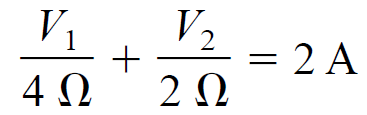 V₁/4 Ω + V₂/2 Ω = 2 A